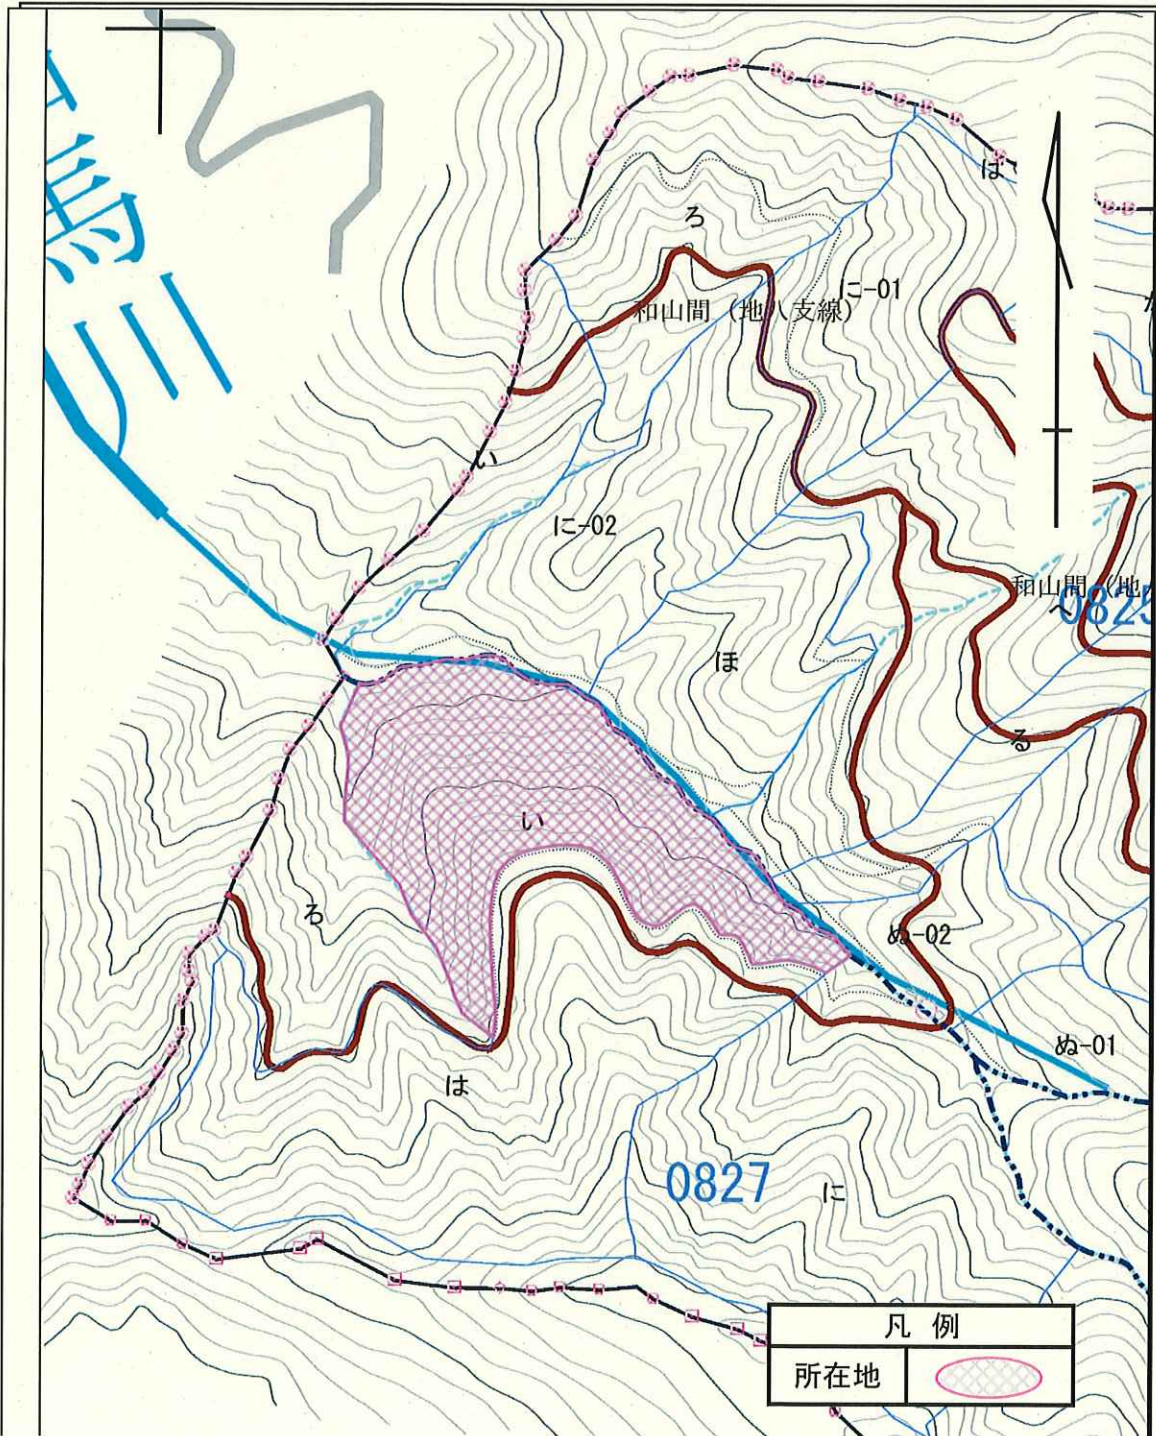 馬川
は
ろ
に-01
和山間（地八支線）
い
に-02
和山間（地
へ
0825
ほ
る
い
ろ
ぬ-02
ぬ-01
は
0827
に
凡 例
所在地